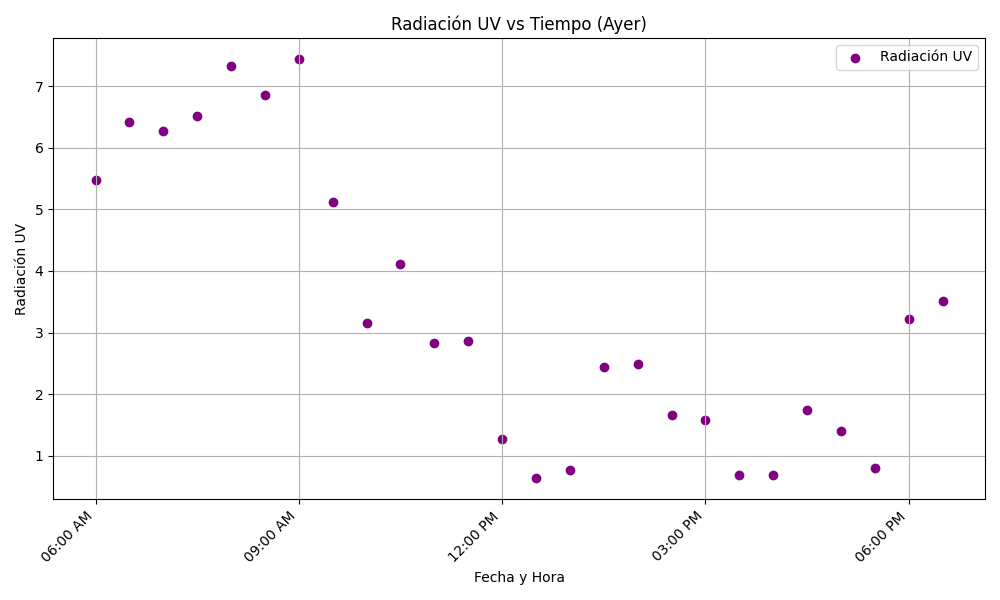 Radiación UV vs Tiempo (Ayer)
Radiación UV
Radiación UV
7
6
5
4
3
2
1
06:00 AM
09:00 AM
12:00 PM
03:00 PM
06:00 PM
Fecha y Hora